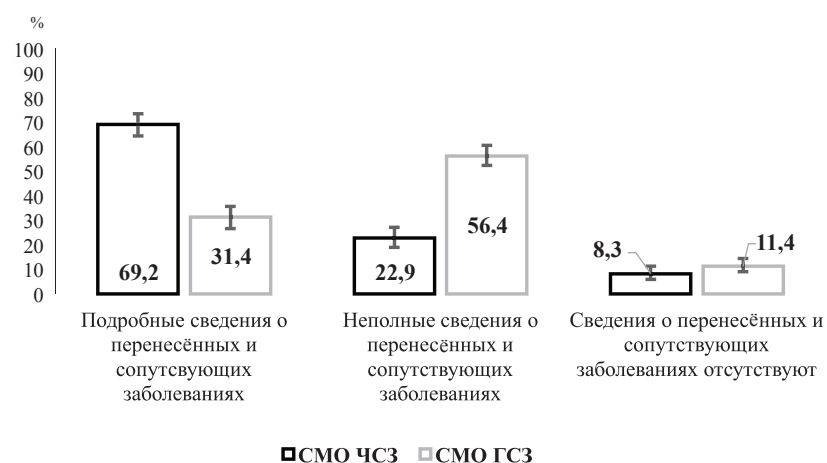 %
100
90
80
70
60
50
40
30
20
10
0
69,2
31,4
22,9
56,4
8,3
11,4
Подробные сведения о
перенесённых и
сопутсвующих
заболеваниях
Неполные сведения о
перенесённых и
сопутствующих
заболеваниях
Сведения о перенесённых и
сопутствующих
заболеваниях отсутствуют
СМО ЧСЗ СМО ГСЗ